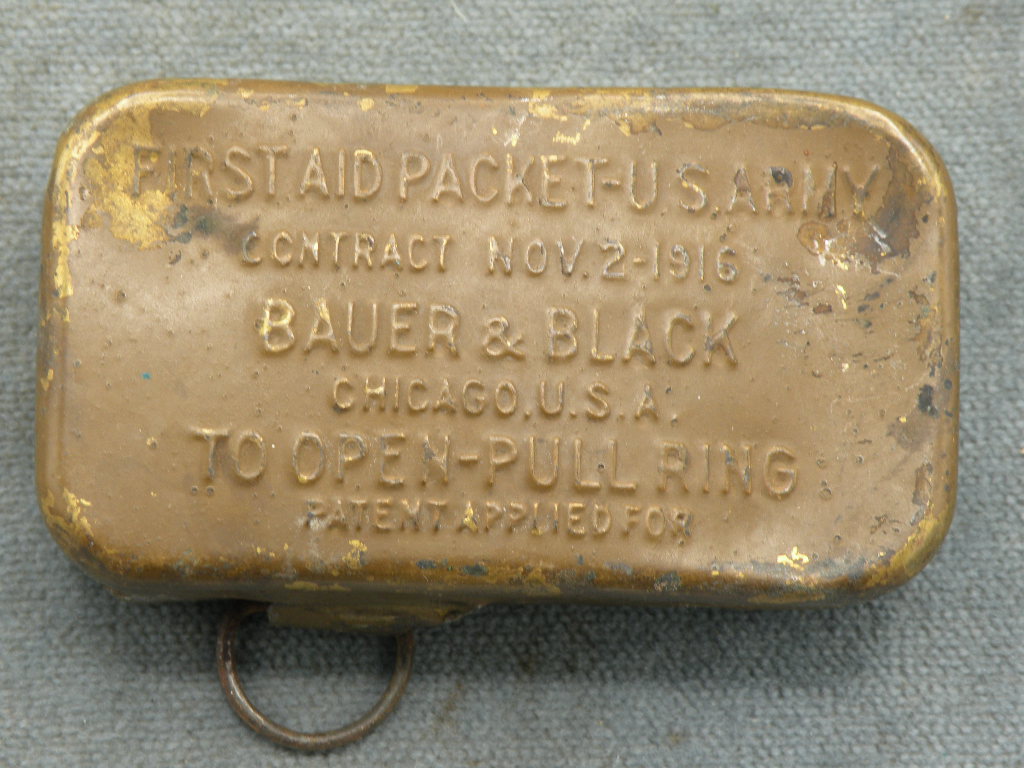 FIRST AID PACKET-U.S. ARMY
CONTRACT NOV. 2-1916
BAUER & BLACK
CHICAGO, U.S.A.
TO OPEN-PULL RING
PATENT APPLIED FOR